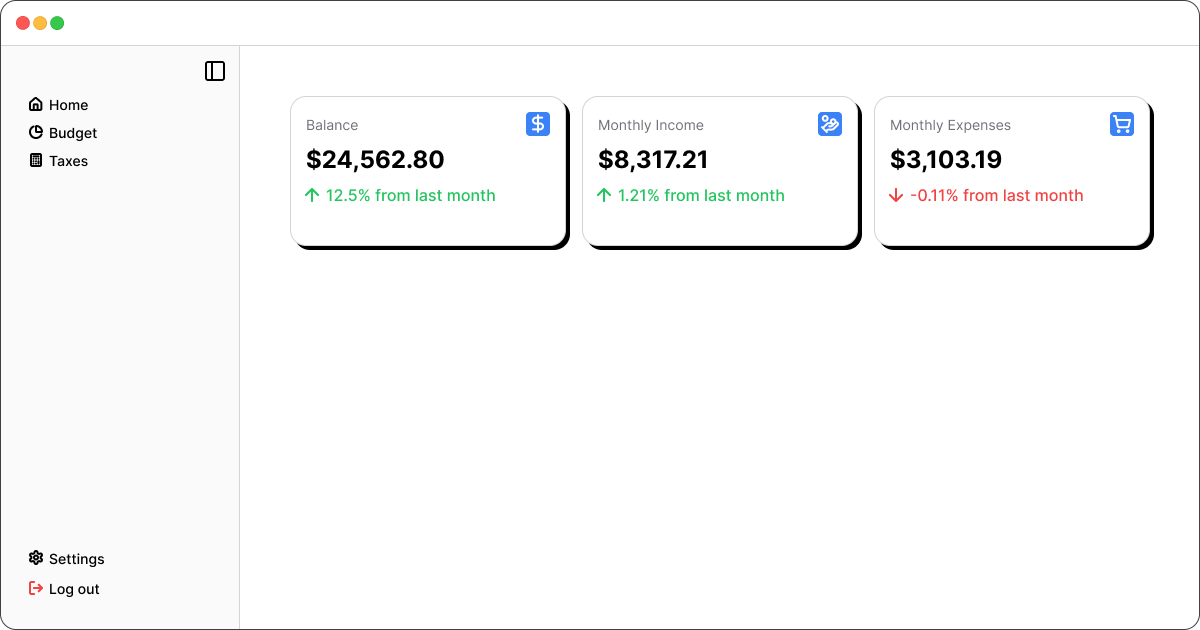 Home
Budget
Taxes
Settings
Log out
Balance
$24,562.80
12.5% from last month
Monthly Income
$8,317.21
1.21% from last month
Monthly Expenses
$3,103.19
-0.11% from last month